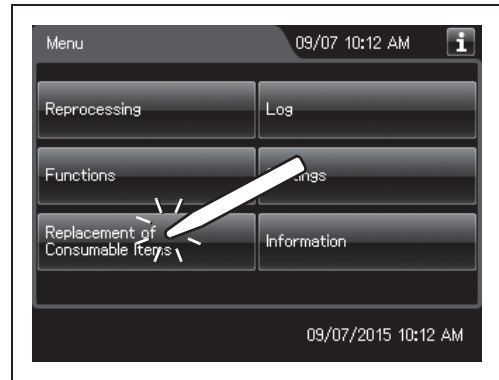 Menu
09/07 10:12 AM
i
Reprocessing
Log
Functions
Replacement of
Consumable Items
Information
09/07/2015 10:12 AM